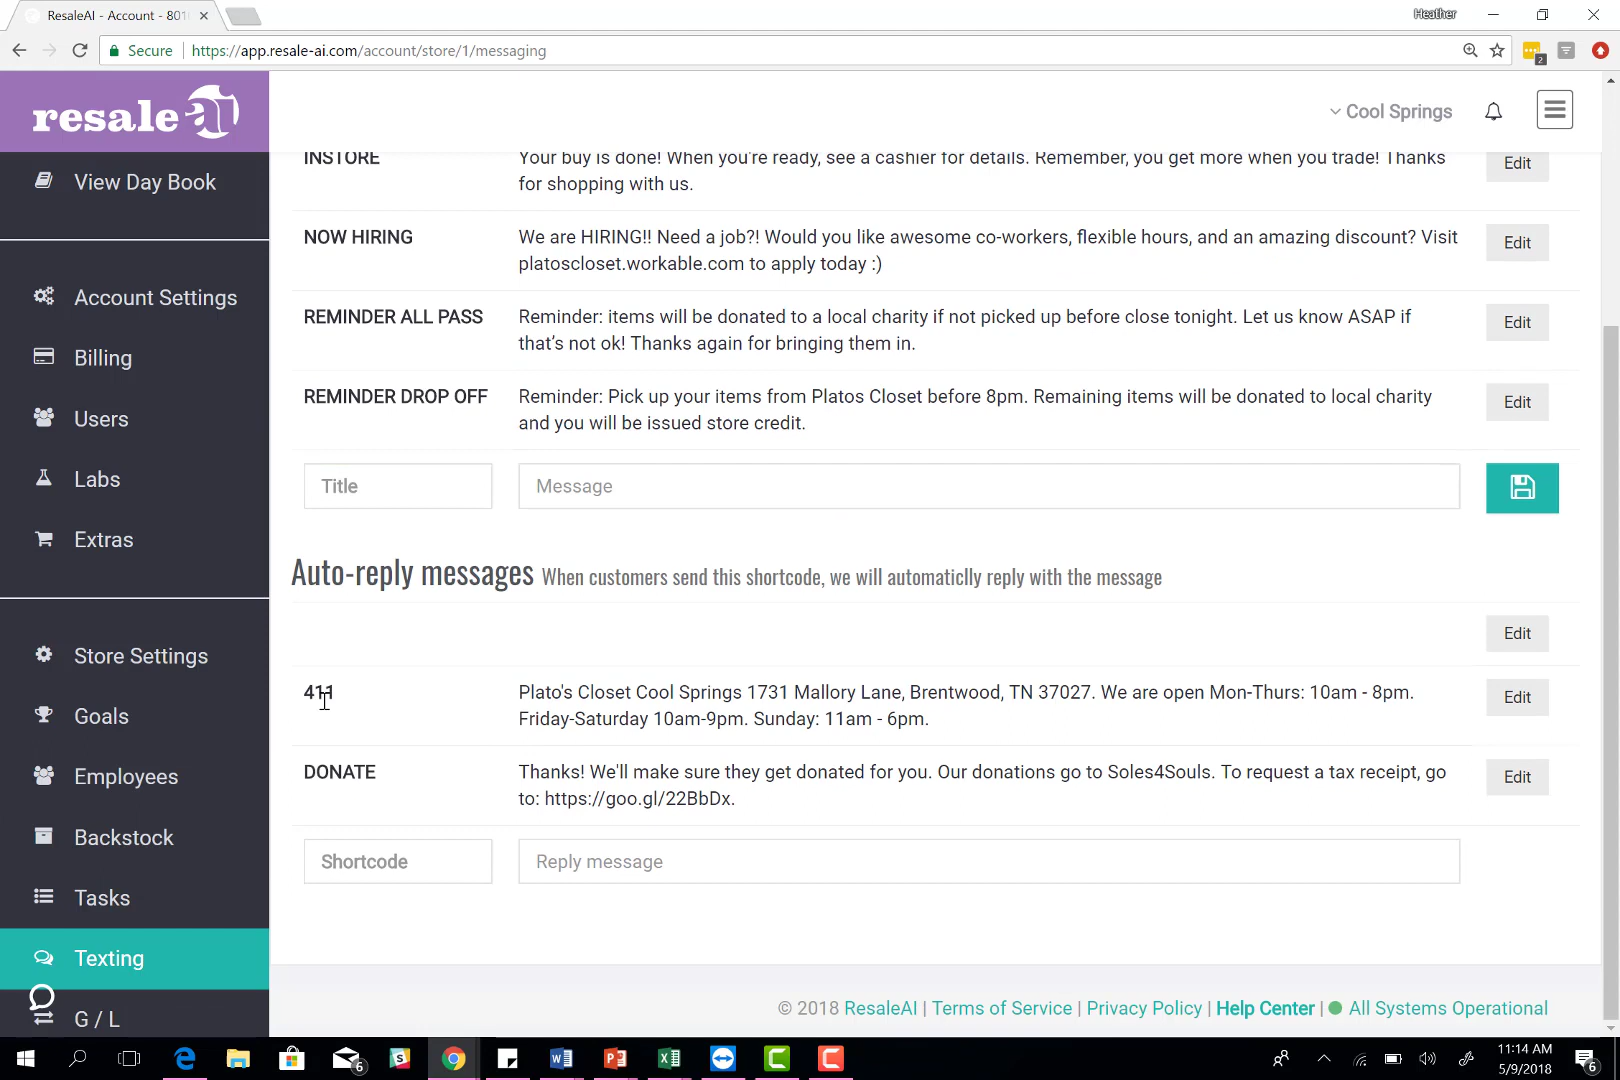 ResaleAI - Account - 801
Heather
Secure
https://app.resale-ai.com/account/store/1/messaging
2
resale ai
Cool Springs
View Day Book
Account Settings
Billing
Users
Labs
Extras
Store Settings
Goals
Employees
Backstock
Tasks
Texting
G / L
INSTORE
Your buy is done! When you're ready, see a cashier for details. Remember, you get more when you trade! Thanks
for shopping with us.
Edit
NOW HIRING
We are HIRING!! Need a job?! Would you like awesome co-workers, flexible hours, and an amazing discount? Visit
platoscloset.workable.com to apply today :)
Edit
REMINDER ALL PASS
Reminder: items will be donated to a local charity if not picked up before close tonight. Let us know ASAP if
that’s not ok! Thanks again for bringing them in.
Edit
REMINDER DROP OFF
Reminder: Pick up your items from Platos Closet before 8pm. Remaining items will be donated to local charity
and you will be issued store credit.
Edit
Title
Message
Auto-reply messages When customers send this shortcode, we will automaticlly reply with the message
Edit
411
Plato's Closet Cool Springs 1731 Mallory Lane, Brentwood, TN 37027. We are open Mon-Thurs: 10am - 8pm.
Friday-Saturday 10am-9pm. Sunday: 11am - 6pm.
Edit
DONATE
Thanks! We'll make sure they get donated for you. Our donations go to Soles4Souls. To request a tax receipt, go
to: https://goo.gl/22BbDx.
Edit
Shortcode
Reply message
© 2018 ResaleAI | Terms of Service | Privacy Policy | Help Center | All Systems Operational
6
11:14 AM
5/9/2018
6